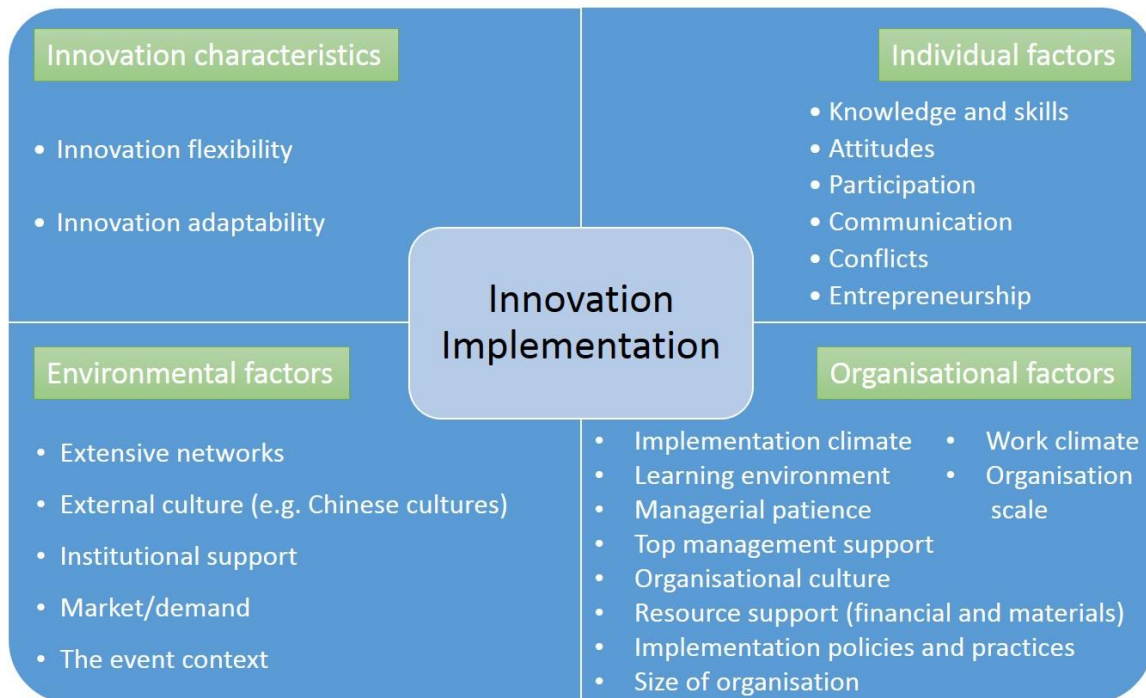 Innovation characteristics
• Innovation flexibility
• Innovation adaptability
Individual factors
• Knowledge and skills
• Attitudes
• Participation
• Communication
• Conflicts
• Entrepreneurship
Innovation
Implementation
Environmental factors
• Extensive networks
• External culture (e.g. Chinese cultures)
• Institutional support
• Market/demand
• The event context
Organisational factors
• Implementation climate
• Learning environment
• Managerial patience
• Top management support
• Organisational culture
• Resource support (financial and materials)
• Implementation policies and practices
• Size of organisation
• Work climate
• Organisation
scale